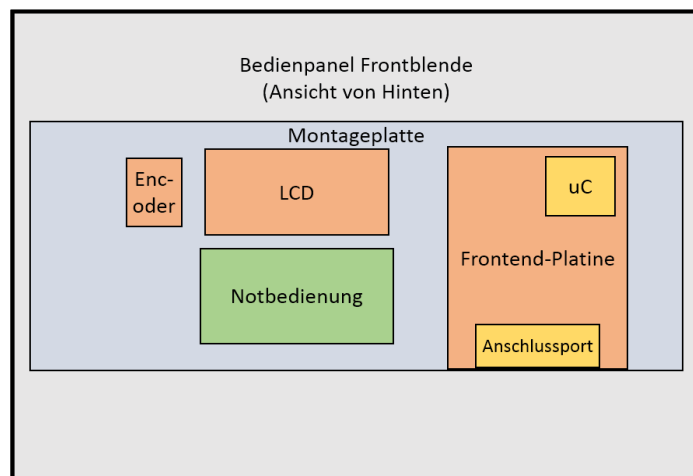 Bedienpanel Frontblende
(Ansicht von Hinten)
Montageplatte
Enc-
oder
LCD
uC
Frontend-Platine
Notbedienung
Anschlussport